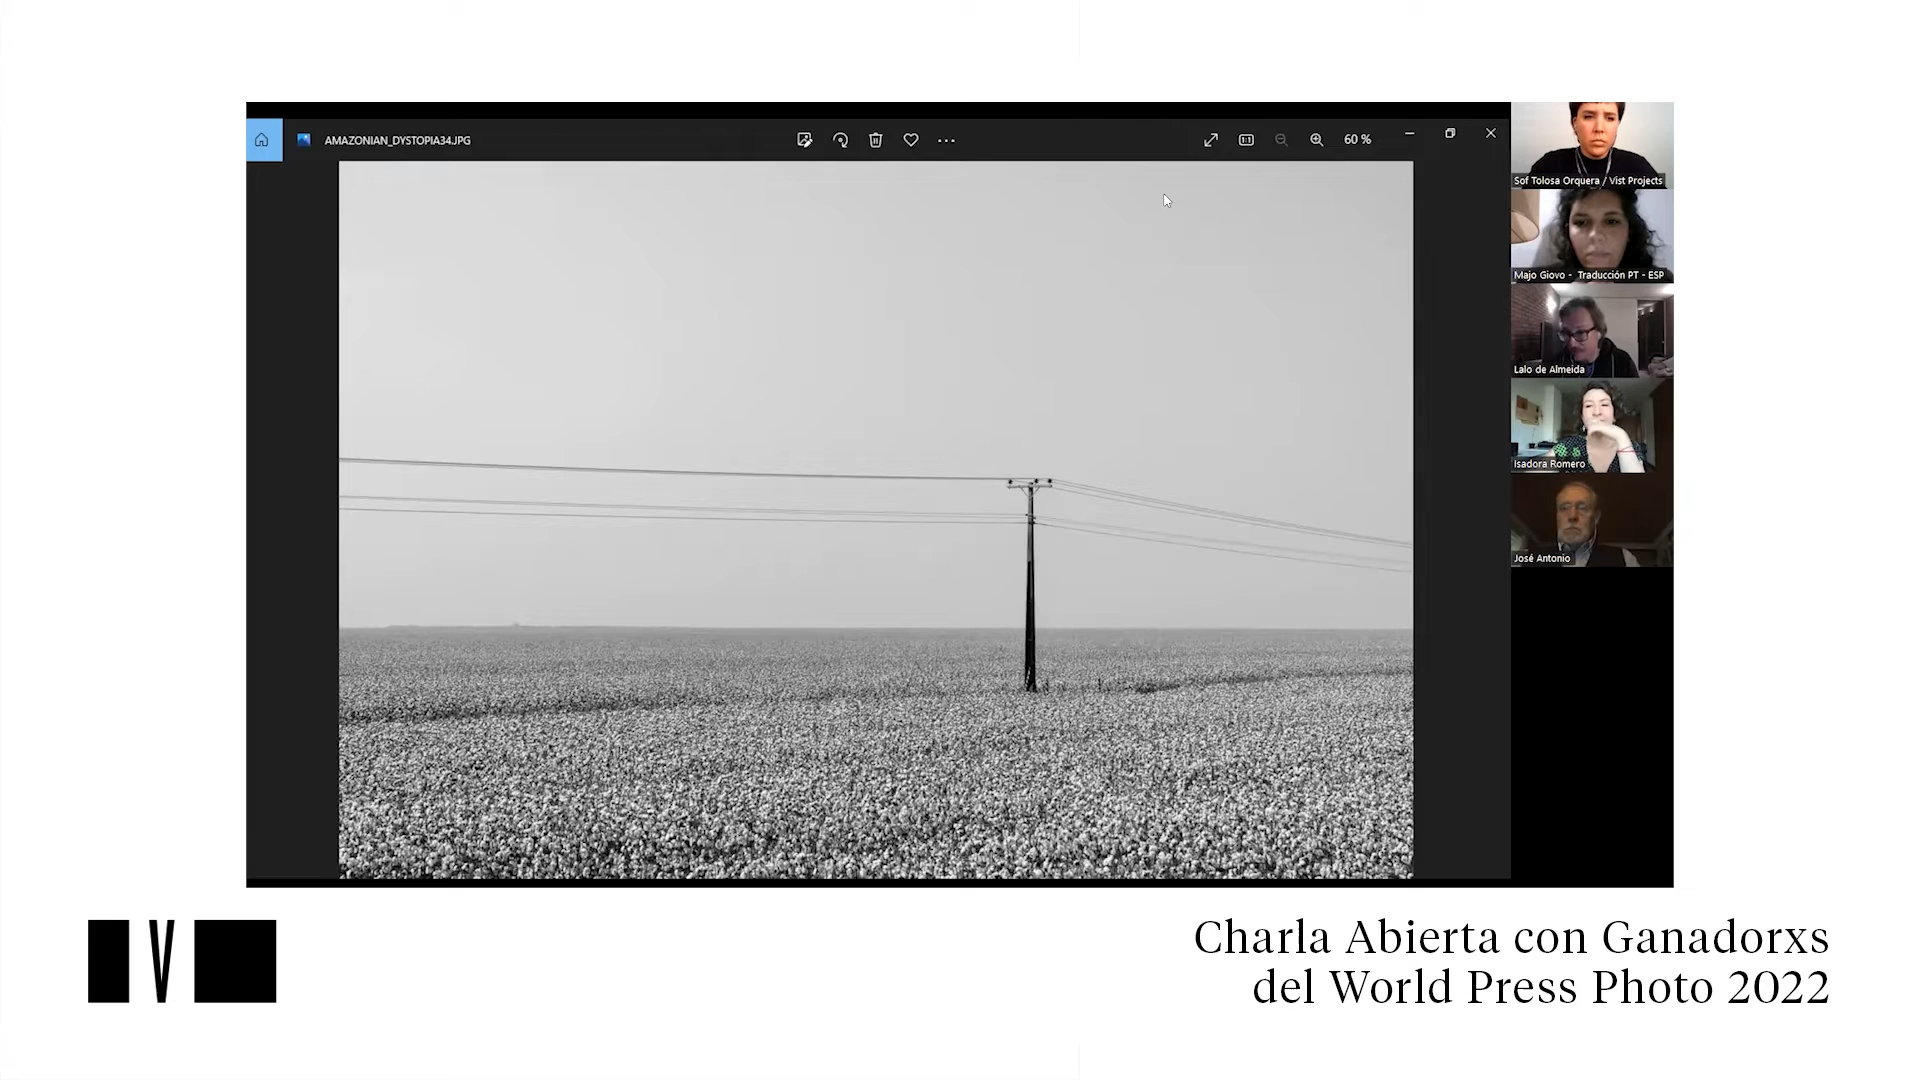 AMAZONIAN_DYSTOPIA34.JPG
60 %
Sof Tolosa Orquera / Vist Projects
Majo Giovo - Traducción PT - ESP
Lalo de Almeida
Isadora Romero
José Antonio
V
Charla Abierta con Ganadorxs
del World Press Photo 2022